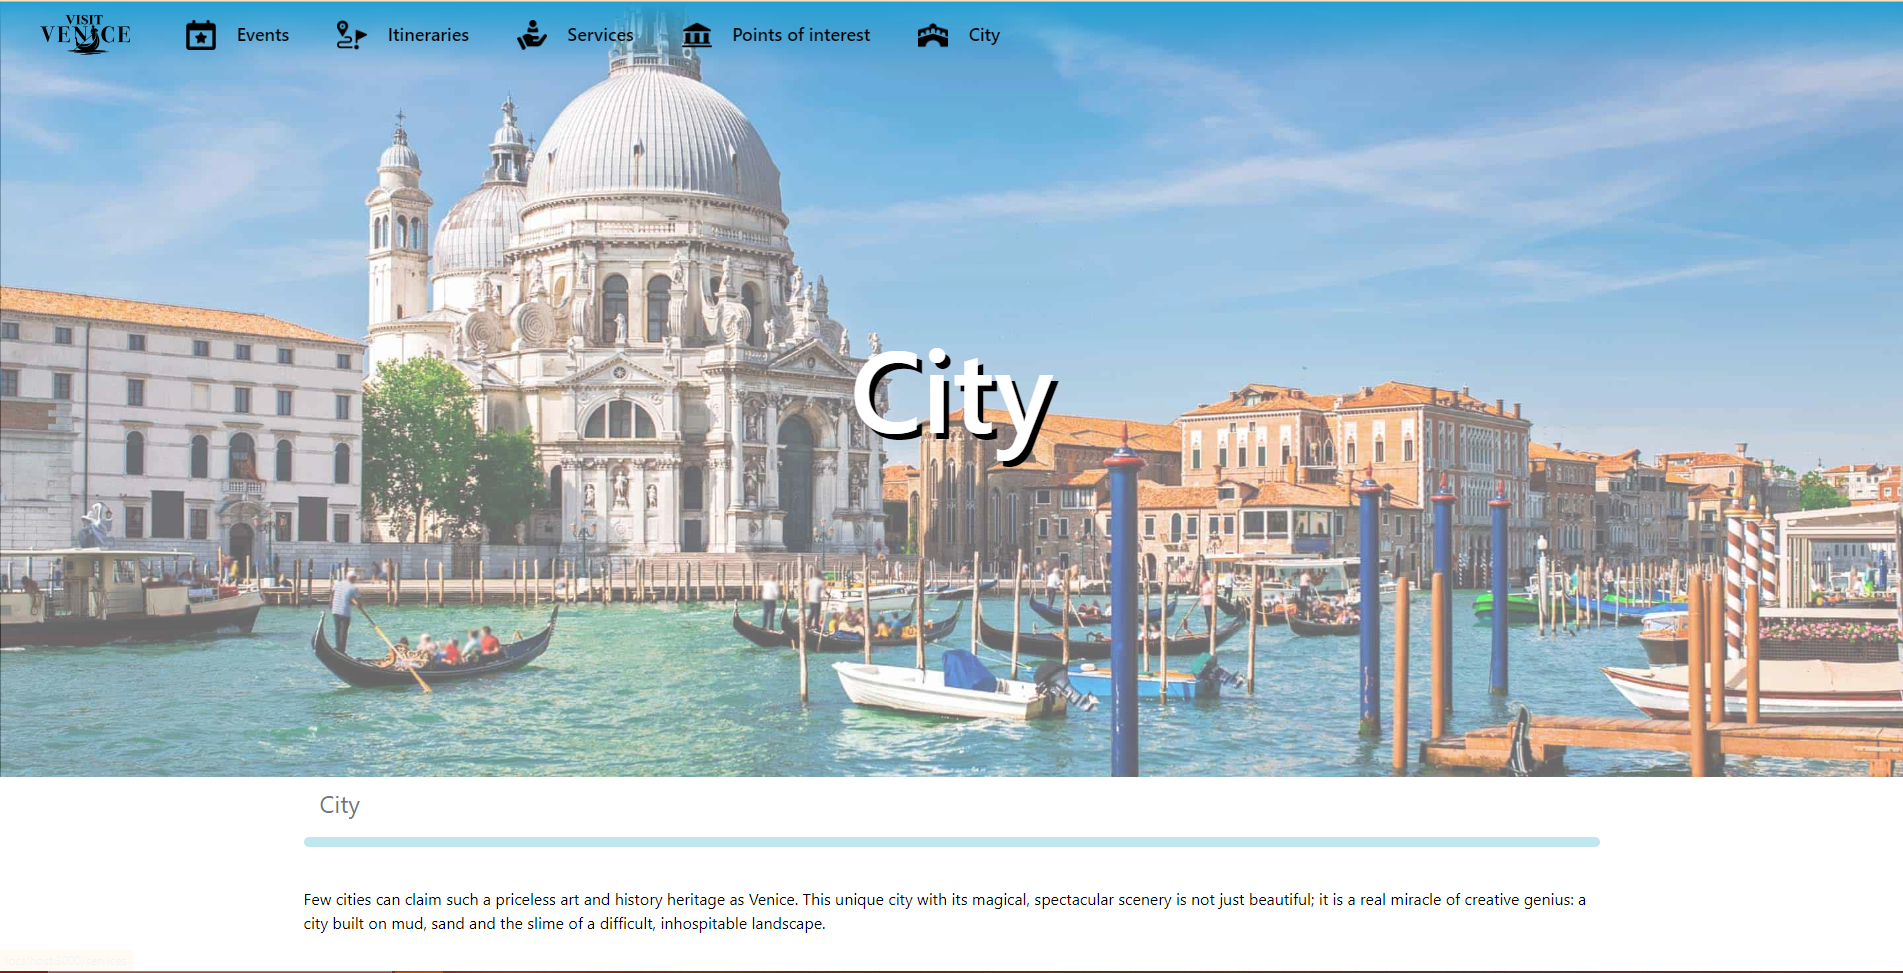 VISIT
VENICE
Events
Itineraries
Services
Points of interest
City
City
City
Few cities can claim such a priceless art and history heritage as Venice. This unique city with its magical, spectacular scenery is not just beautiful; it is a real miracle of creative genius: a
city built on mud, sand and the slime of a difficult, inhospitable landscape.